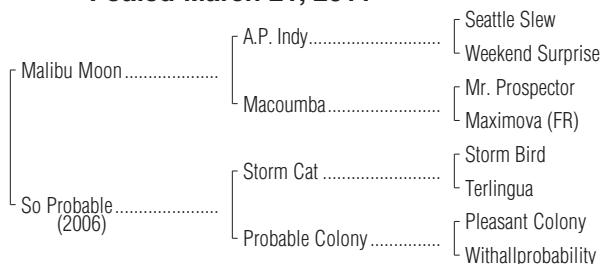 Seattle Slew
A.P. Indy
Weekend Surprise
Malibu Moon
Mr. Prospector
Macoumba
Maximova (FR)
Storm Bird
Storm Cat
Terlingua
So Probable
(2006)
Pleasant Colony
Probable Colony
Withallprobability